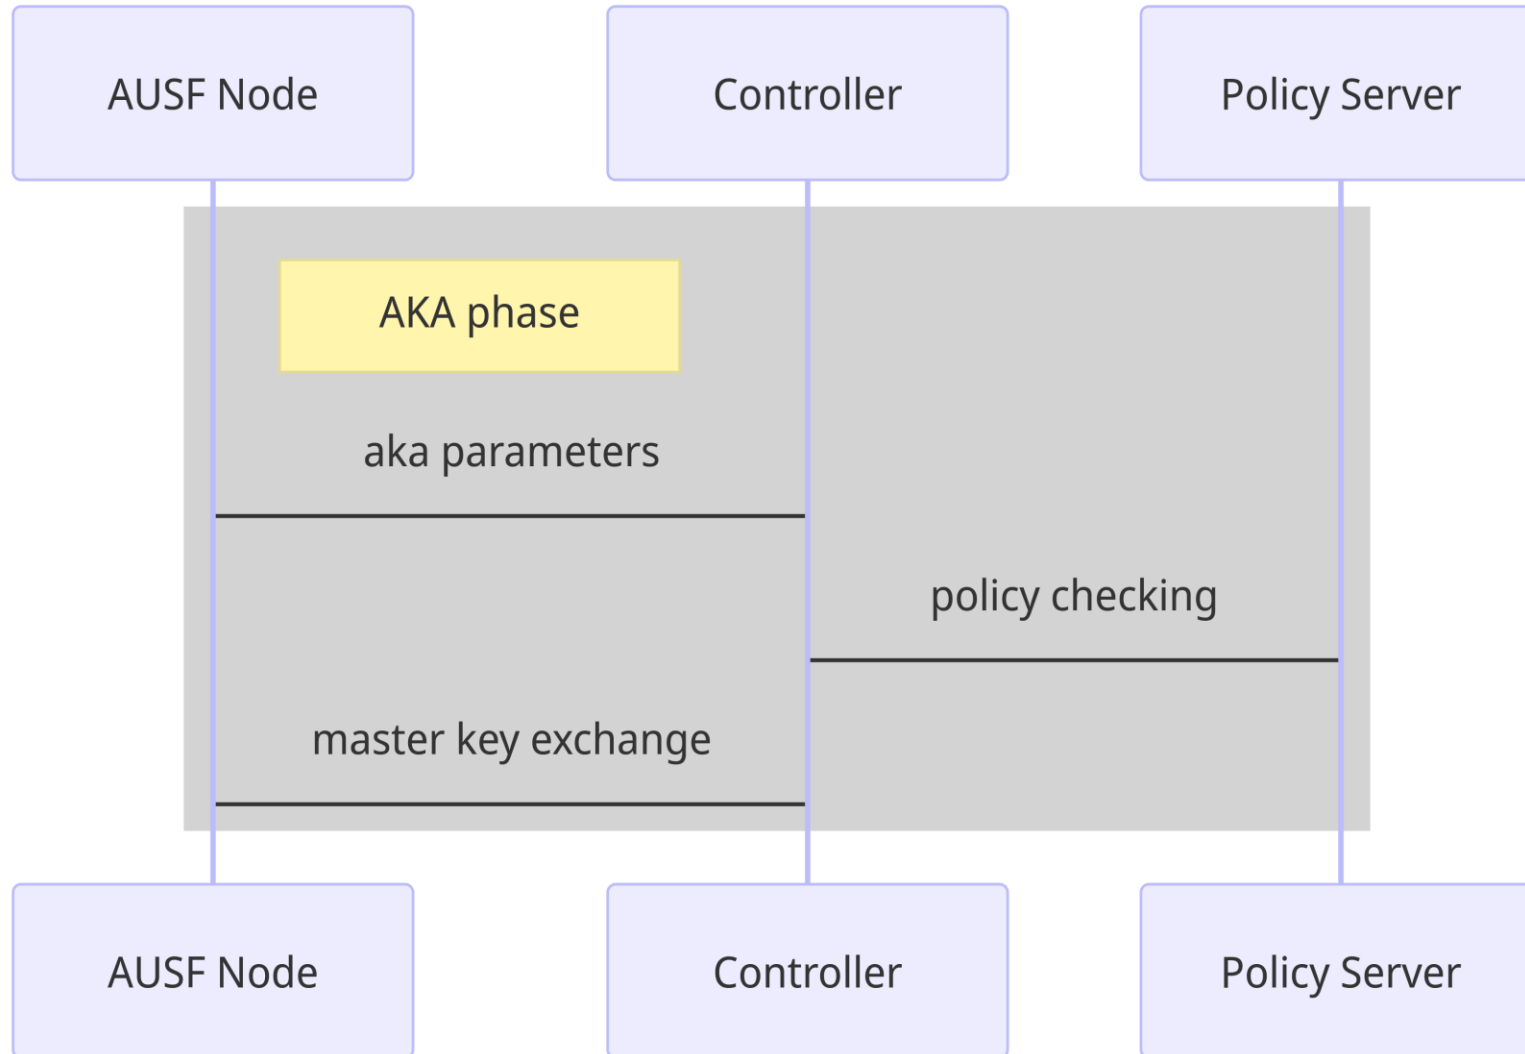 AUSF Node
Controller
Policy Server
AKA phase
aka parameters
policy checking
master key exchange
AUSF Node
Controller
Policy Server